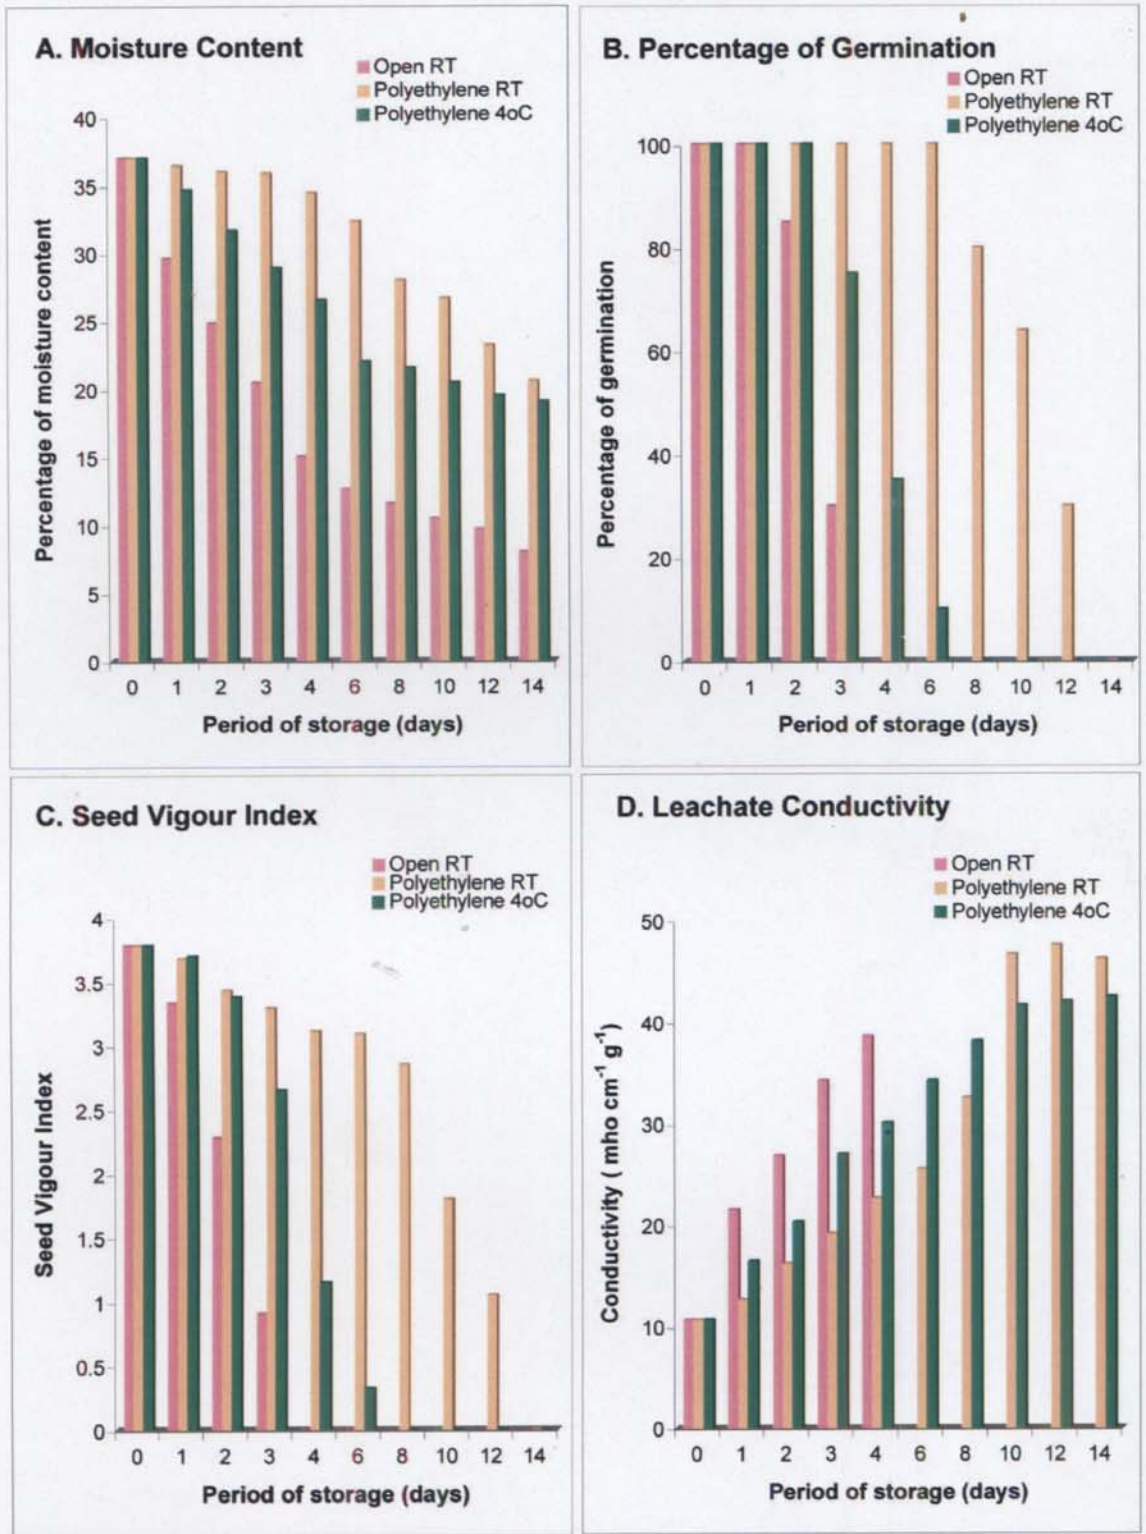 A. Moisture Content
Open RT
Polyethylene RT
Polyethylene 4oC
Percentage of moisture content
40
35
30
25
20
15
10
5
0
0 1 2 3 4 6 8 10 12 14
Period of storage (days)
B. Percentage of Germination
Open RT
Polyethylene RT
Polyethylene 4oC
Percentage of germination
100
80
60
40
20
0
0 1 2 3 4 6 8 10 12 14
Period of storage (days)
C. Seed Vigour Index
Open RT
Polyethylene RT
Polyethylene 4oC
Seed Vigour Index
4
3.5
3
2.5
2
1.5
1
0.5
0
0 1 2 3 4 6 8 10 12 14
Period of storage (days)
D. Leachate Conductivity
Open RT
Polyethylene RT
Polyethylene 4oC
Conductivity ( mho cm⁻¹ g⁻¹)
50
40
30
20
10
0
0 1 2 3 4 6 8 10 12 14
Period of storage (days)